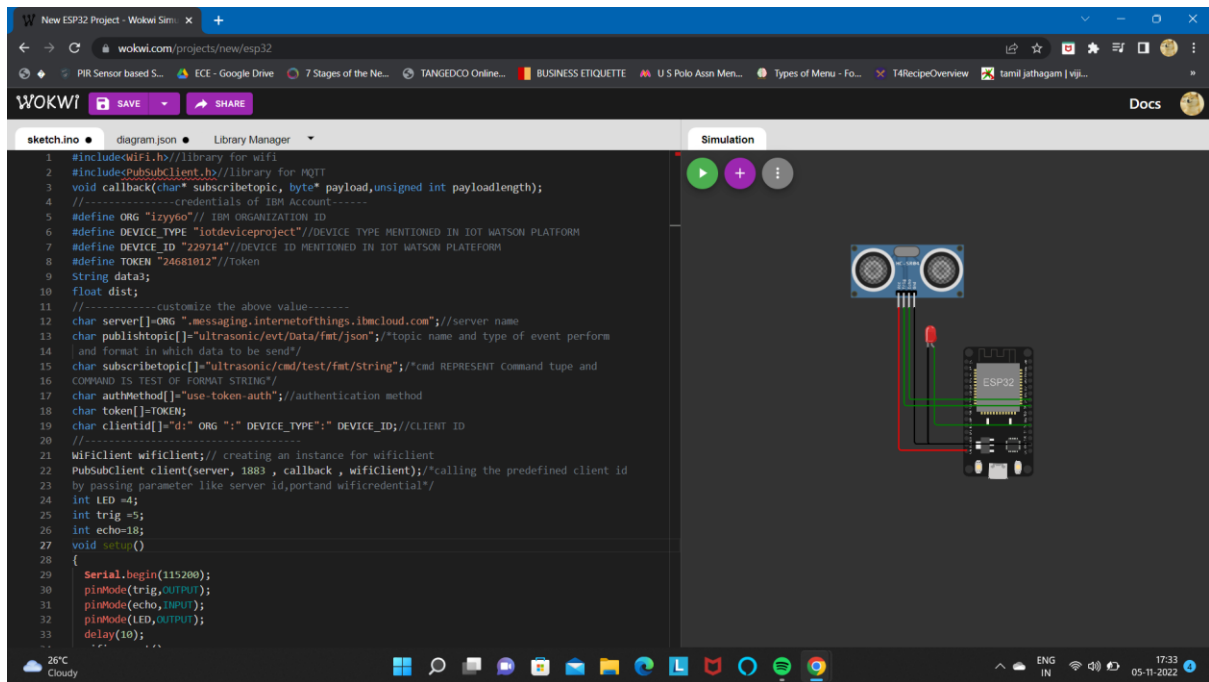 New ESP32 Project - Wokwi Simu
wokwi.com/projects/new/esp32
PIR Sensor based S... ECE - Google Drive 7 Stages of the Ne... TANGEDCO Online... BUSINESS ETIQUETTE U S Polo Assn Men... Types of Menu - Fo... T4RecipeOverview tamil jathagam | viji... »
WOKWI SAVE SHARE Docs
sketch.ino diagram.json Library Manager Simulation
1 #include<WiFi.h>//library for wifi
2 #include<PubSubClient.h>//library for MQTT
3 void callback(char* subscribetopic, byte* payload,unsigned int payloadlength);
4 //---------------credentials of IBM Account------
5 #define ORG "izyy6o"// IBM ORGANIZATION ID
6 #define DEVICE_TYPE "iotdeviceproject"//DEVICE TYPE MENTIONED IN IOT WATSON PLATFORM
7 #define DEVICE_ID "229714"//DEVICE ID MENTIONED IN IOT WATSON PLATEFORM
8 #define TOKEN "24681012"//Token
9 String data3;
10 float dist;
11 //------------customize the above value-------
12 char server[]=ORG ".messaging.internetofthings.ibmcloud.com";//server name
13 char publishtopic[]="ultrasonic/evt/Data/fmt/json";/*topic name and type of event perform
14 and format in which data to be send*/
15 char subscribetopic[]="ultrasonic/cmd/test/fmt/String";/*cmd REPRESENT Command tupe and
16 COMMAND IS TEST OF FORMAT STRING*/
17 char authMethod[]="use-token-auth";//authentication method
18 char token[]=TOKEN;
19 char clientid[]="d:" ORG ":" DEVICE_TYPE":" DEVICE_ID;//CLIENT ID
20 //------------------------------------
21 WiFiClient wifiClient;// creating an instance for wificlient
22 PubSubClient client(server, 1883 , callback , wifiClient);/*calling the predefined client id
23 by passing parameter like server id,portand wificredential*/
24 int LED =4;
25 int trig =5;
26 int echo=18;
27 void setup()
28 {
29 Serial.begin(115200);
30 pinMode(trig,OUTPUT);
31 pinMode(echo,INPUT);
32 pinMode(LED,OUTPUT);
33 delay(10);
ESP32
26°C
Cloudy
ENG
IN
17:33
05-11-2022
4